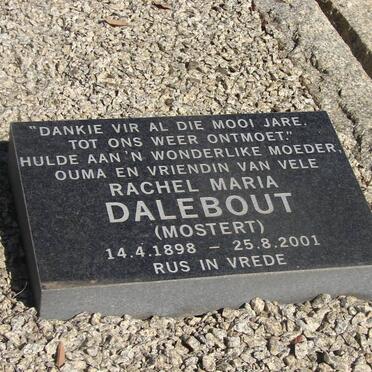 "DANKIE VIR AL DIE MOOI JARE,
TOT ONS WEER ONTMOET."
HULDE AAN 'N WONDERLIKE MOEDER,
OUMA EN VRIENDIN VAN VELE
RACHEL MARIA
DALEBOUT
(MOSTERT)
14.4.1898 – 25.8.2001
RUS IN VREDE